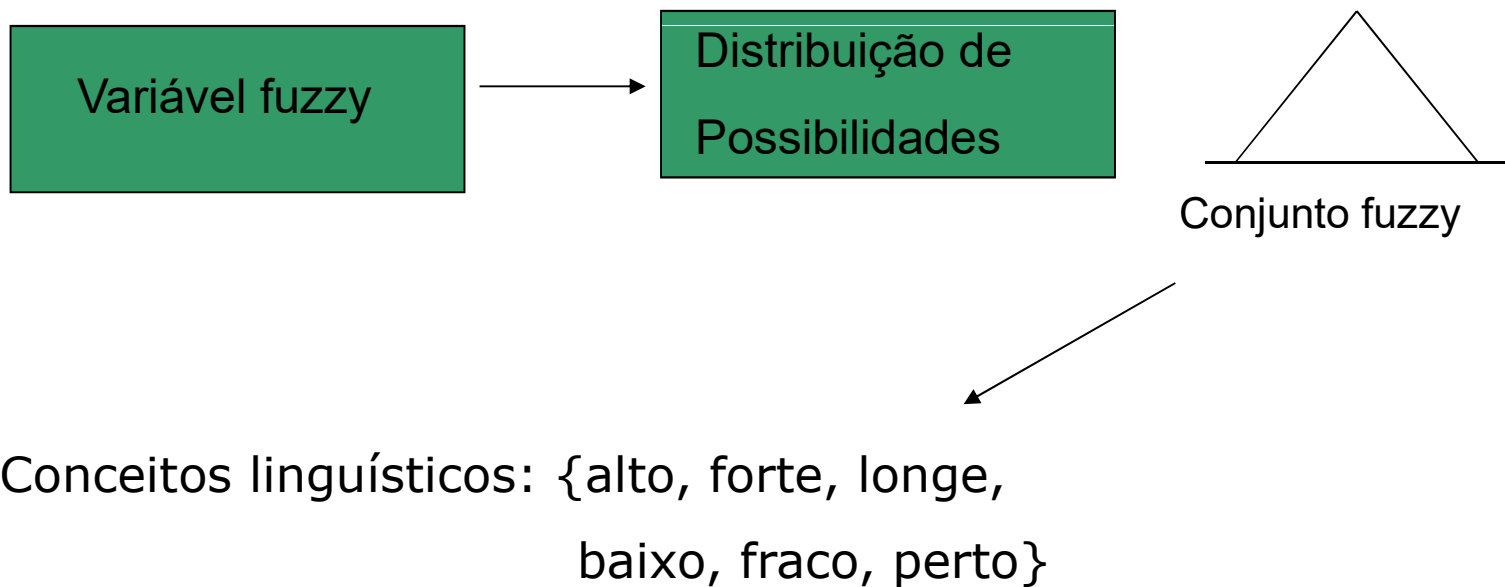 Variável fuzzy
Distribuição de
Possibilidades
Conjunto fuzzy
Conceitos linguísticos: {alto, forte, longe,
baixo, fraco, perto}